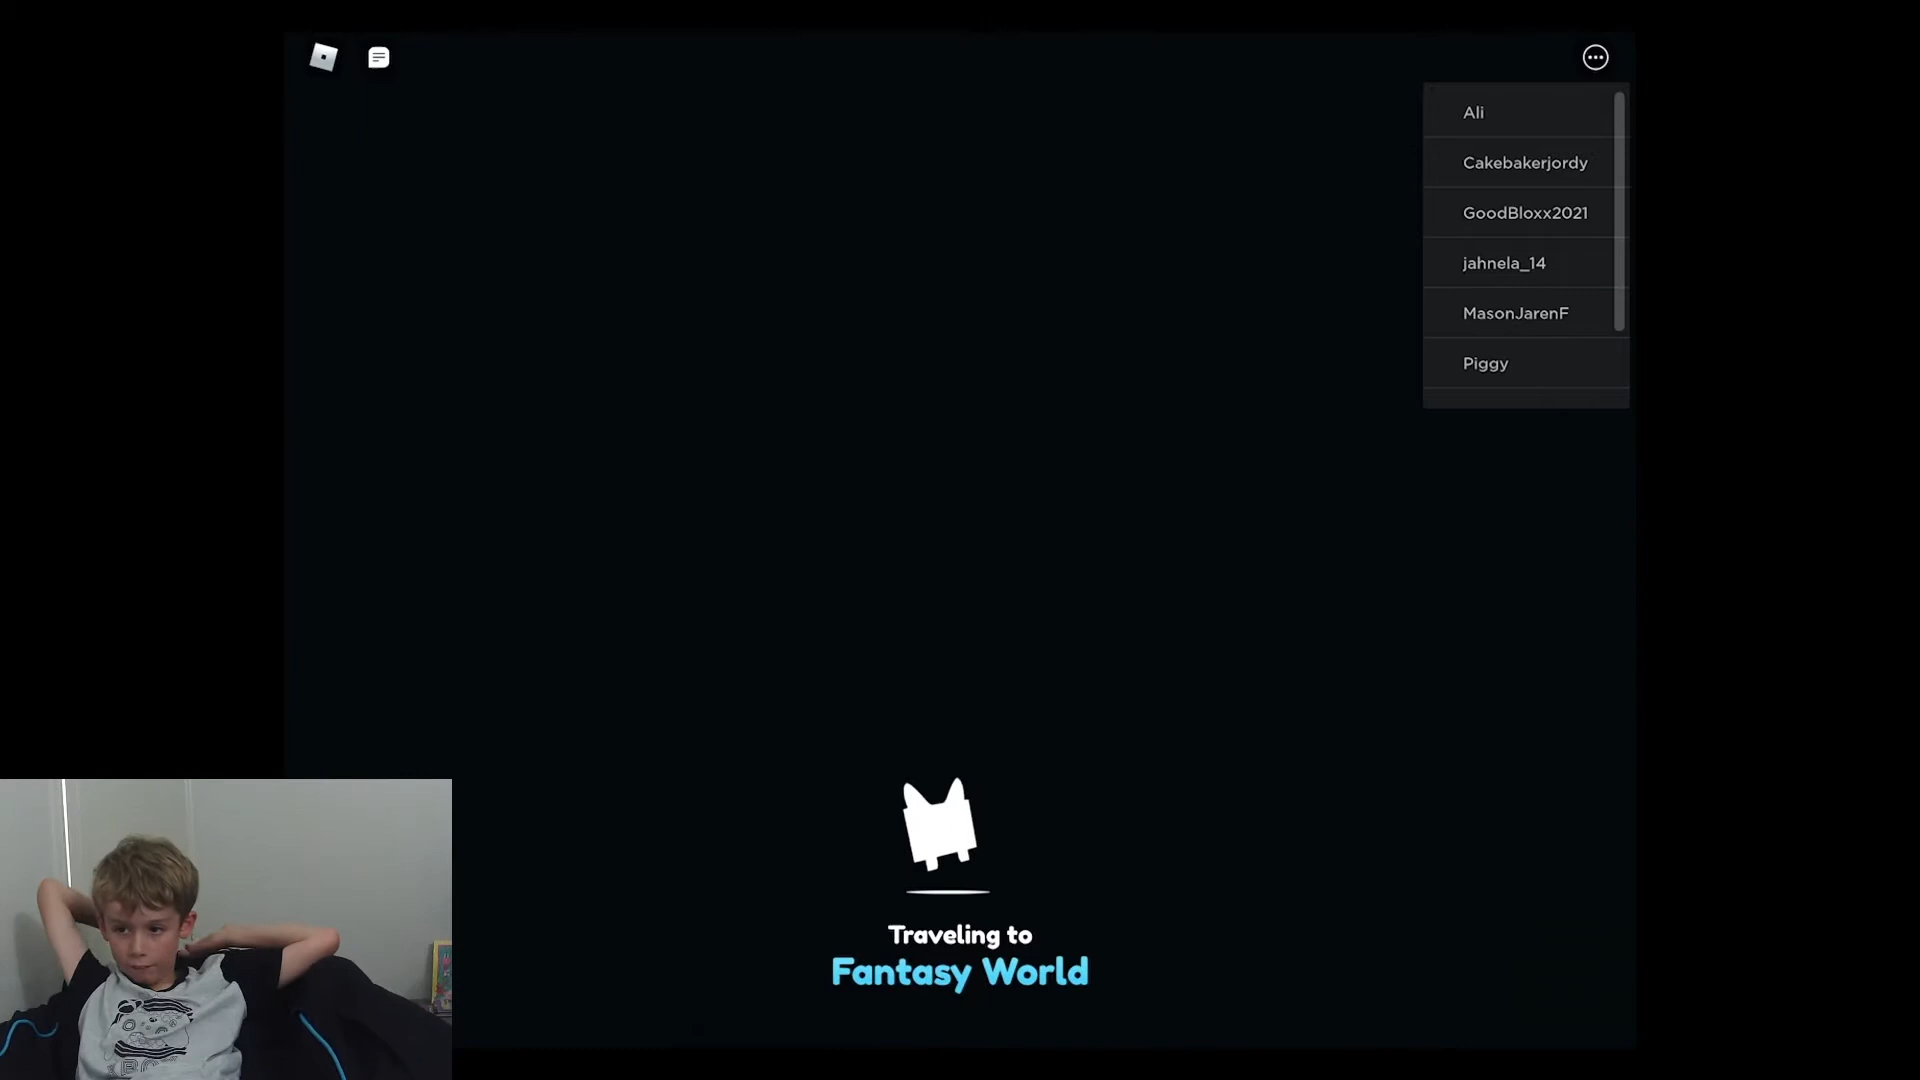 Ali
Cakebakerjordy
GoodBloxx2021
jahnela_14
MasonJarenF
Piggy
Traveling to
Fantasy World